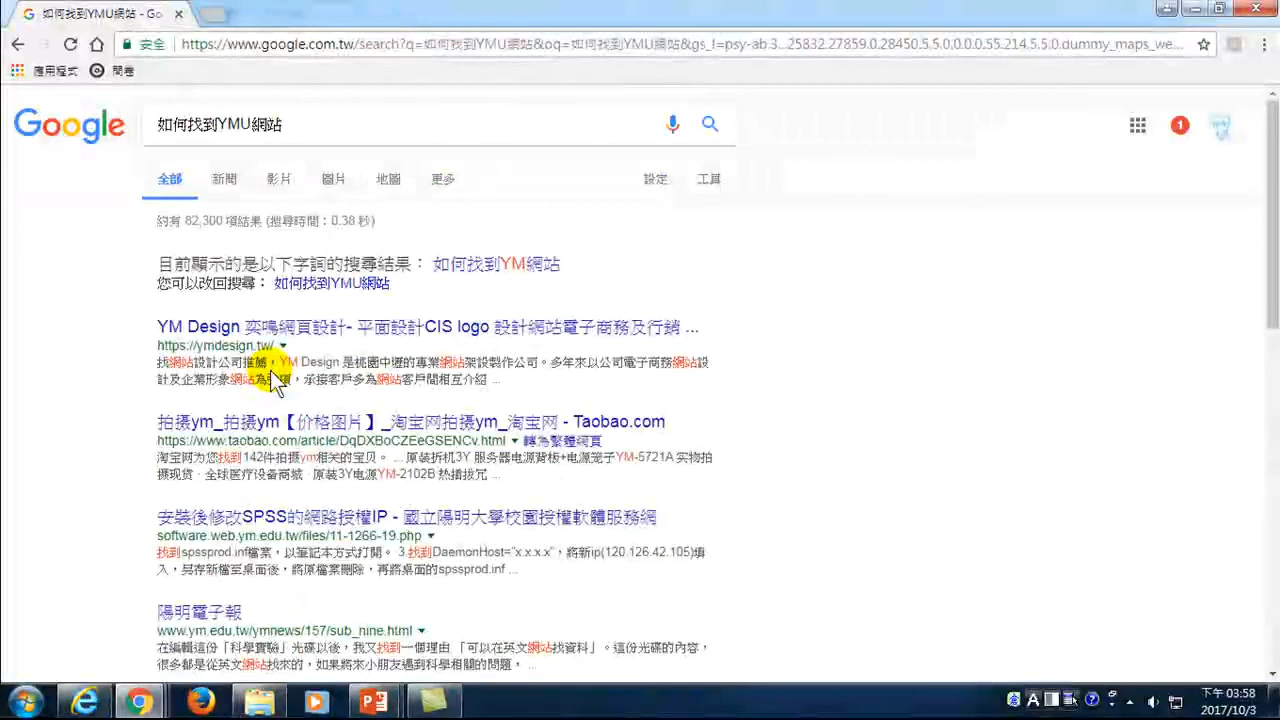 如何找到YMU網站 - Go
安全 https://www.google.com.tw/search?q=如何找到YMU網站&oq=如何找到YMU網站&gs_l=psy-ab.3...25832.27859.0.28450.5.5.0.0.0.0.55.214.5.5.0.dummy_maps_we...
應用程式 問卷
Google 如何找到YMU網站 1
全部 新聞 影片 圖片 地圖 更多 設定 工具
約有 82,300 項結果 (搜尋時間：0.38 秒)
目前顯示的是以下字詞的搜尋結果： 如何找到YM網站
您可以改回搜尋： 如何找到YMU網站
YM Design 奕鳴網頁設計- 平面設計CIS logo 設計網站電子商務及行銷 ...
https://ymdesign.tw/
找網站設計公司推薦，YM Design 是桃園中壢的專業網站架設製作公司。多年來以公司電子商務網站設
計及企業形象網站為專項，承接客戶多為網站客戶間相互介紹 ...
拍摄ym_拍摄ym【价格图片】_淘宝网拍摄ym_淘宝网 - Taobao.com
https://www.taobao.com/article/DqDXBoCZEeGSENCv.html 轉為繁體網頁
淘宝网为您找到142件拍摄ym相关的宝贝。 ... 原装拆机3Y 服务器电源背板+电源笼子YM-5721A 实物拍
摄现货 · 全球医疗设备商城 · 原装3Y电源YM-2102B 热插拔冗 ...
安裝後修改SPSS的網路授權IP - 國立陽明大學校園授權軟體服務網
software.web.ym.edu.tw/files/11-1266-19.php
找到spssprod.inf檔案，以筆記本方式打開。 3.找到DaemonHost="x.x.x.x"，將新ip(120.126.42.105)填
入，另存新檔至桌面後，將原檔案刪除，再將桌面的spssprod.inf ...
陽明電子報
www.ym.edu.tw/ymnews/157/sub_nine.html
在編輯這份「科學實驗」光碟以後，我又找到一個理由 「可以在英文網站找資料」。這份光碟的內容，
很多都是從英文網站找來的，如果將來小朋友遇到科學相關的問題， ...
下午 03:58
2017/10/3